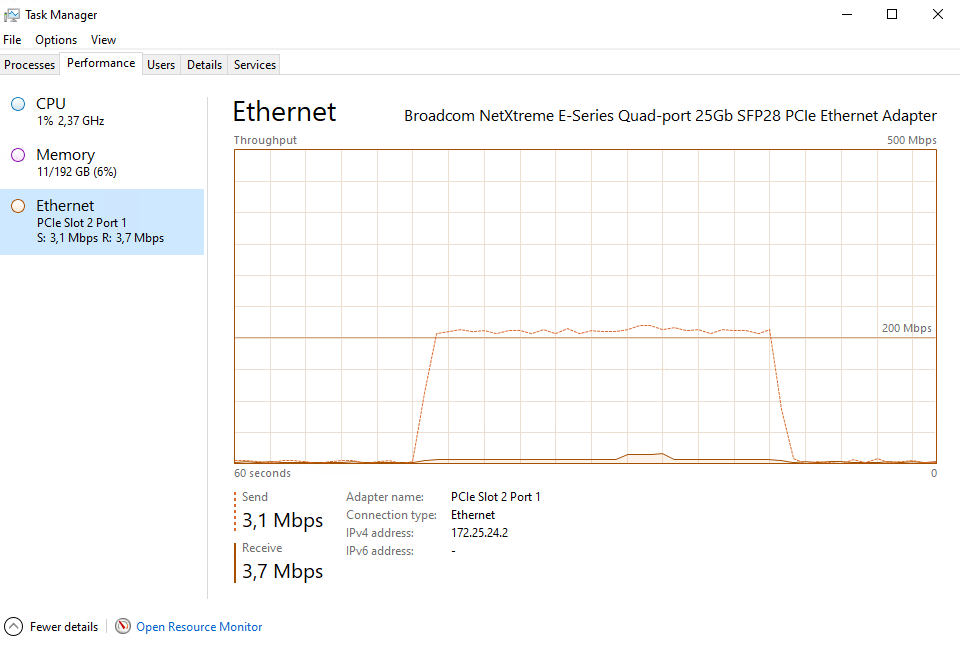 Task Manager
File Options View
Processes Performance Users Details Services
CPU
1% 2,37 GHz
Memory
11/192 GB (6%)
Ethernet
PCIe Slot 2 Port 1
S: 3,1 Mbps R: 3,7 Mbps
Ethernet Broadcom NetXtreme E-Series Quad-port 25Gb SFP28 PCIe Ethernet Adapter
Throughput 500 Mbps
200 Mbps
60 seconds 0
Send
3,1 Mbps
Receive
3,7 Mbps
Adapter name: PCIe Slot 2 Port 1
Connection type: Ethernet
IPv4 address: 172.25.24.2
IPv6 address: -
Fewer details Open Resource Monitor